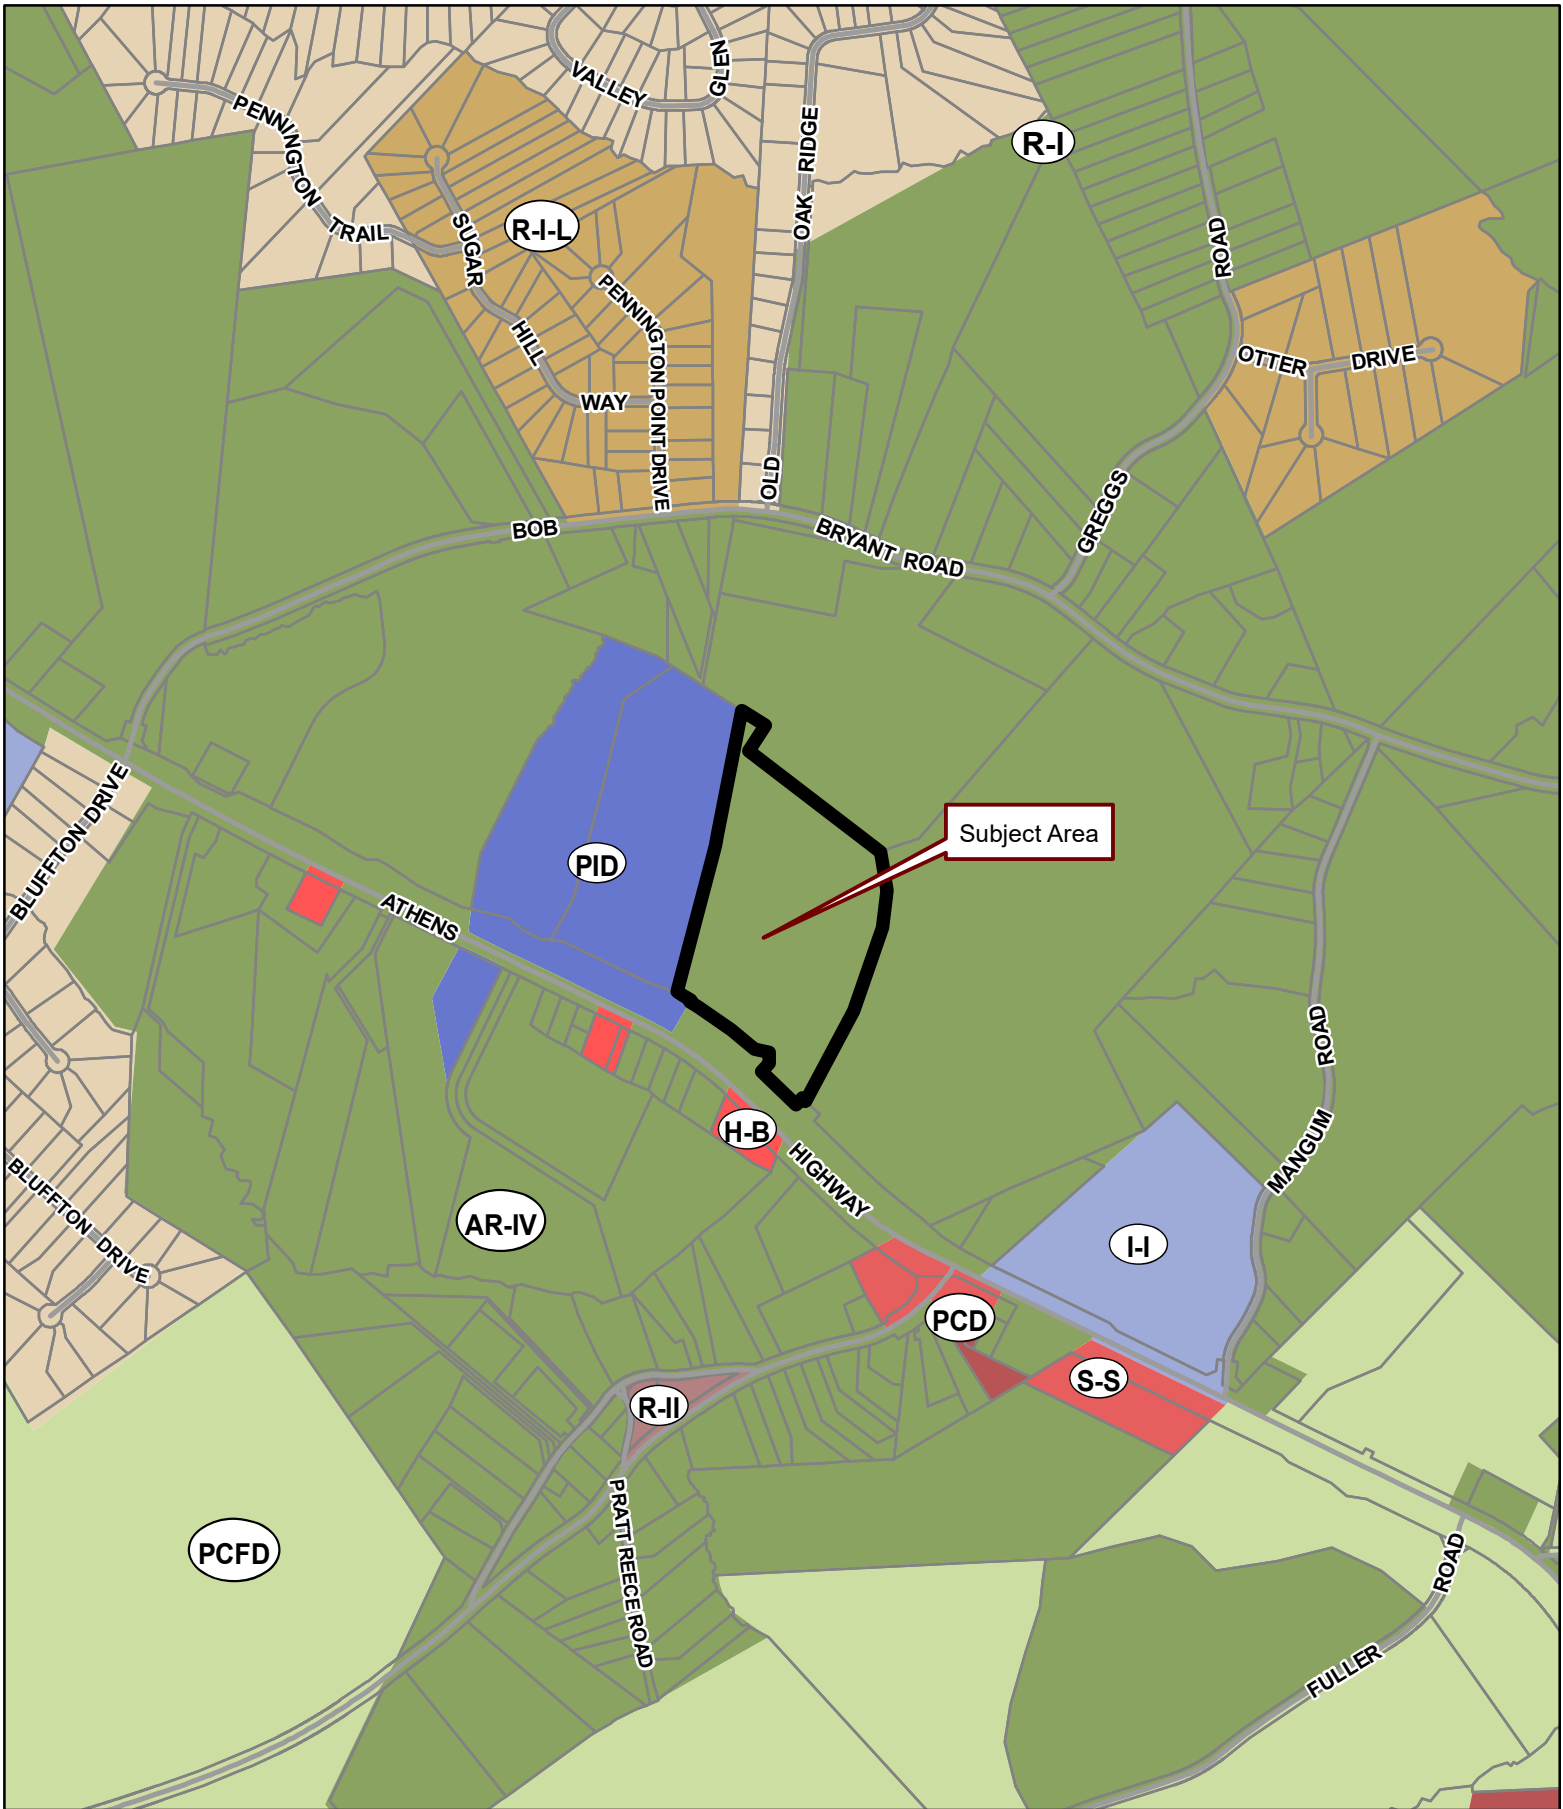 VALLEY
GLEN
PENNINGTON
TRAIL
OAK RIDGE
OLD
R-I
SUGAR
HILL
WAY
R-I-L
PENNINGTON POINT DRIVE
ROAD
GREGGS
OTTER DRIVE
BOB
BRYANT ROAD
BLUFFTON DRIVE
PID
Subject Area
ATHENS
HIGHWAY
H-B
ROAD
MANGUM
BLUFFTON DRIVE
AR-IV
I-I
PCD
S-S
R-II
PRATT REECE ROAD
PCFD
ROAD
FULLER